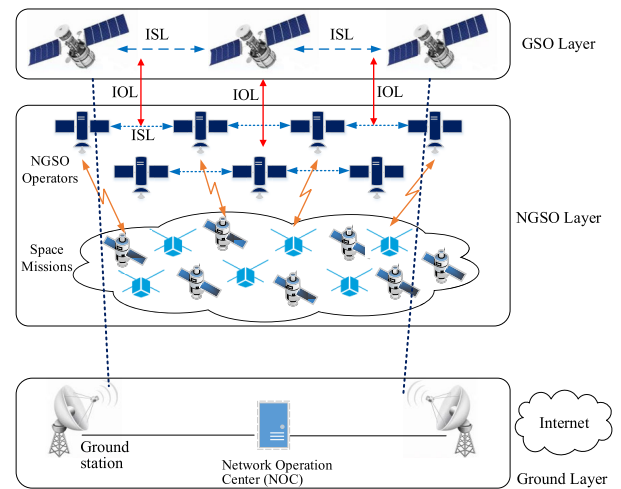 ISL
ISL
GSO Layer
IOL
IOL
IOL
ISL
NGSO
Operators
NGSO Layer
Space
Missions
Internet
Ground
station
Network Operation
Center (NOC)
Ground Layer